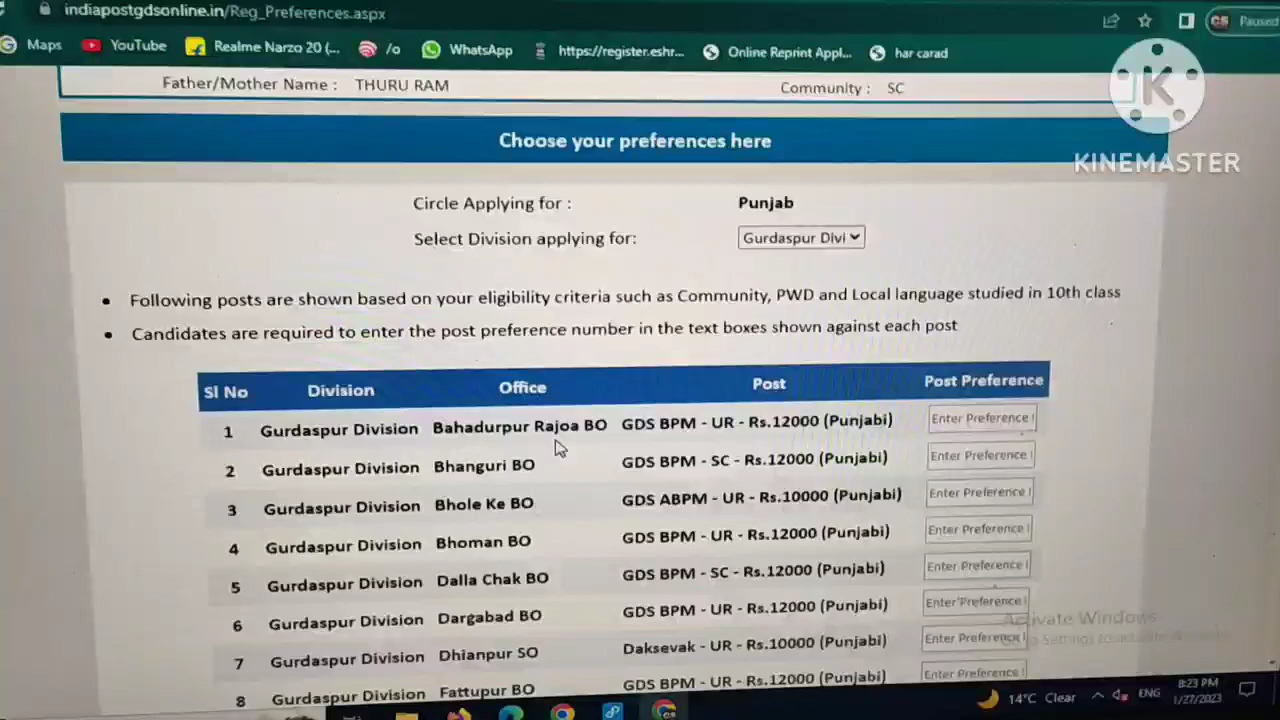 indiapostgdsonline.in/Reg_Preferences.aspx
Paused
Maps YouTube Realme Narzo 20 (... /o WhatsApp https://register.eshr... Online Reprint Appl... har carad
Father/Mother Name : THURU RAM Community : SC
K
KINEMASTER
Choose your preferences here
Circle Applying for : Punjab
Select Division applying for: Gurdaspur Divi
• Following posts are shown based on your eligibility criteria such as Community, PWD and Local language studied in 10th class
• Candidates are required to enter the post preference number in the text boxes shown against each post
Sl No Division Office Post Post Preference
1 Gurdaspur Division Bahadurpur Rajoa BO GDS BPM - UR - Rs.12000 (Punjabi) Enter Preference
2 Gurdaspur Division Bhanguri BO GDS BPM - SC - Rs.12000 (Punjabi) Enter Preference
3 Gurdaspur Division Bhole Ke BO GDS ABPM - UR - Rs.10000 (Punjabi) Enter Preference
4 Gurdaspur Division Bhoman BO GDS BPM - UR - Rs.12000 (Punjabi) Enter Preference
5 Gurdaspur Division Dalla Chak BO GDS BPM - SC - Rs.12000 (Punjabi) Enter Preference
6 Gurdaspur Division Dargabad BO GDS BPM - UR - Rs.12000 (Punjabi) Enter Preference
7 Gurdaspur Division Dhianpur SO Daksevak - UR - Rs.10000 (Punjabi) Enter Preference
8 Gurdaspur Division Fattupur BO GDS BPM - UR - Rs.12000 (Punjabi) Enter Preference
Activate Windows
14°C Clear ENG 8:23 PM
1/27/2023